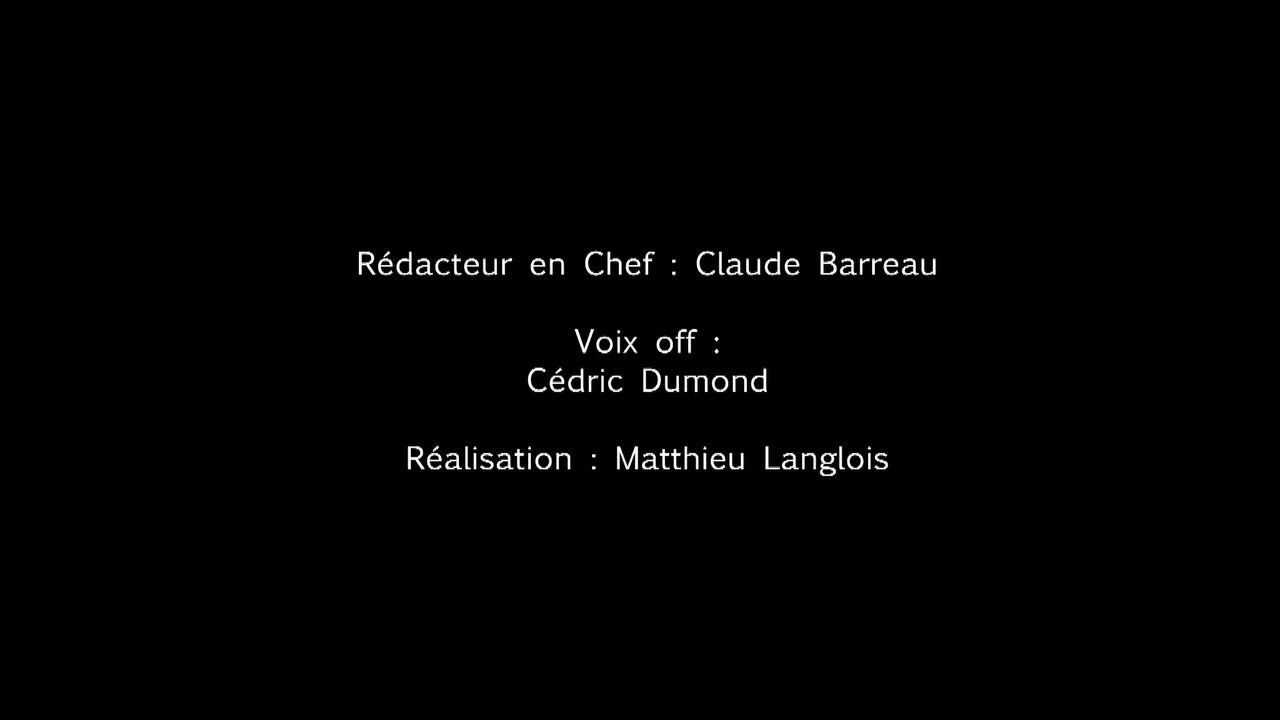 Rédacteur en Chef : Claude Barreau
Voix off :
Cédric Dumond
Réalisation : Matthieu Langlois